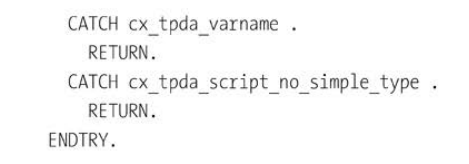 CATCH cx_tpda_varname .
RETURN.
CATCH cx_tpda_script_no_simple_type .
RETURN.
ENDTRY.